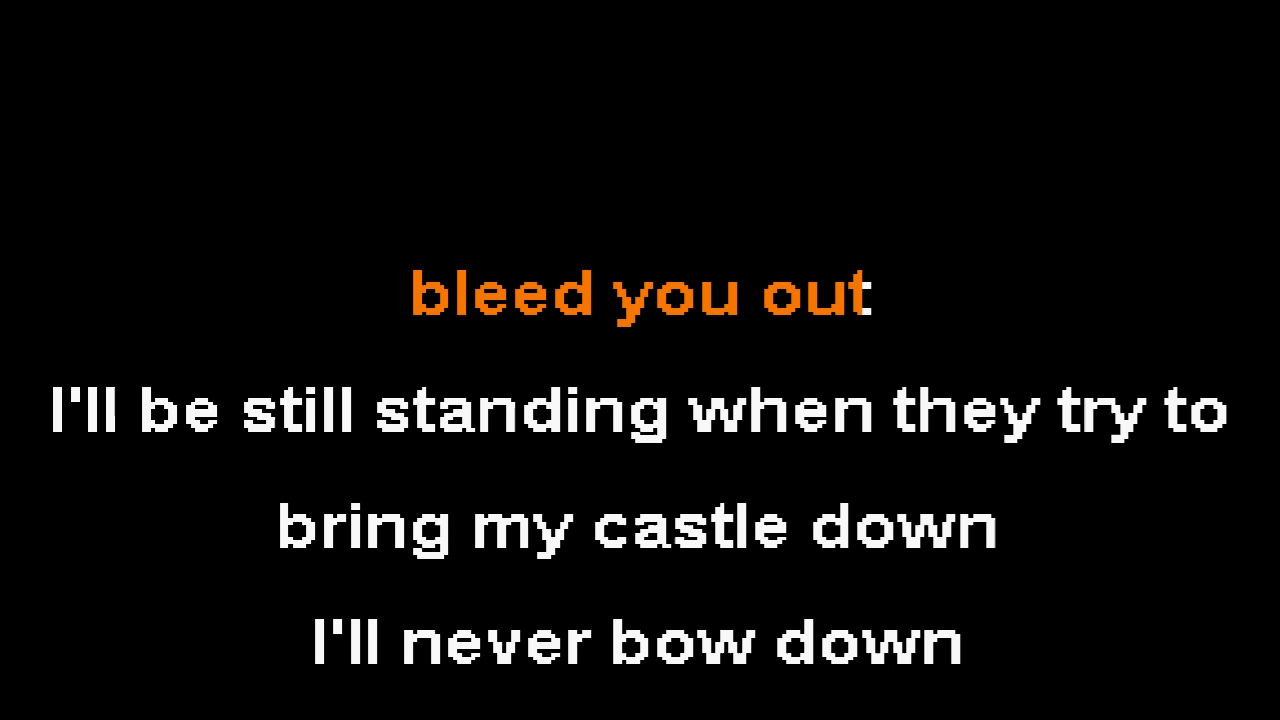 bleed you out
I'll be still standing when they try to
bring my castle down
I'll never bow down